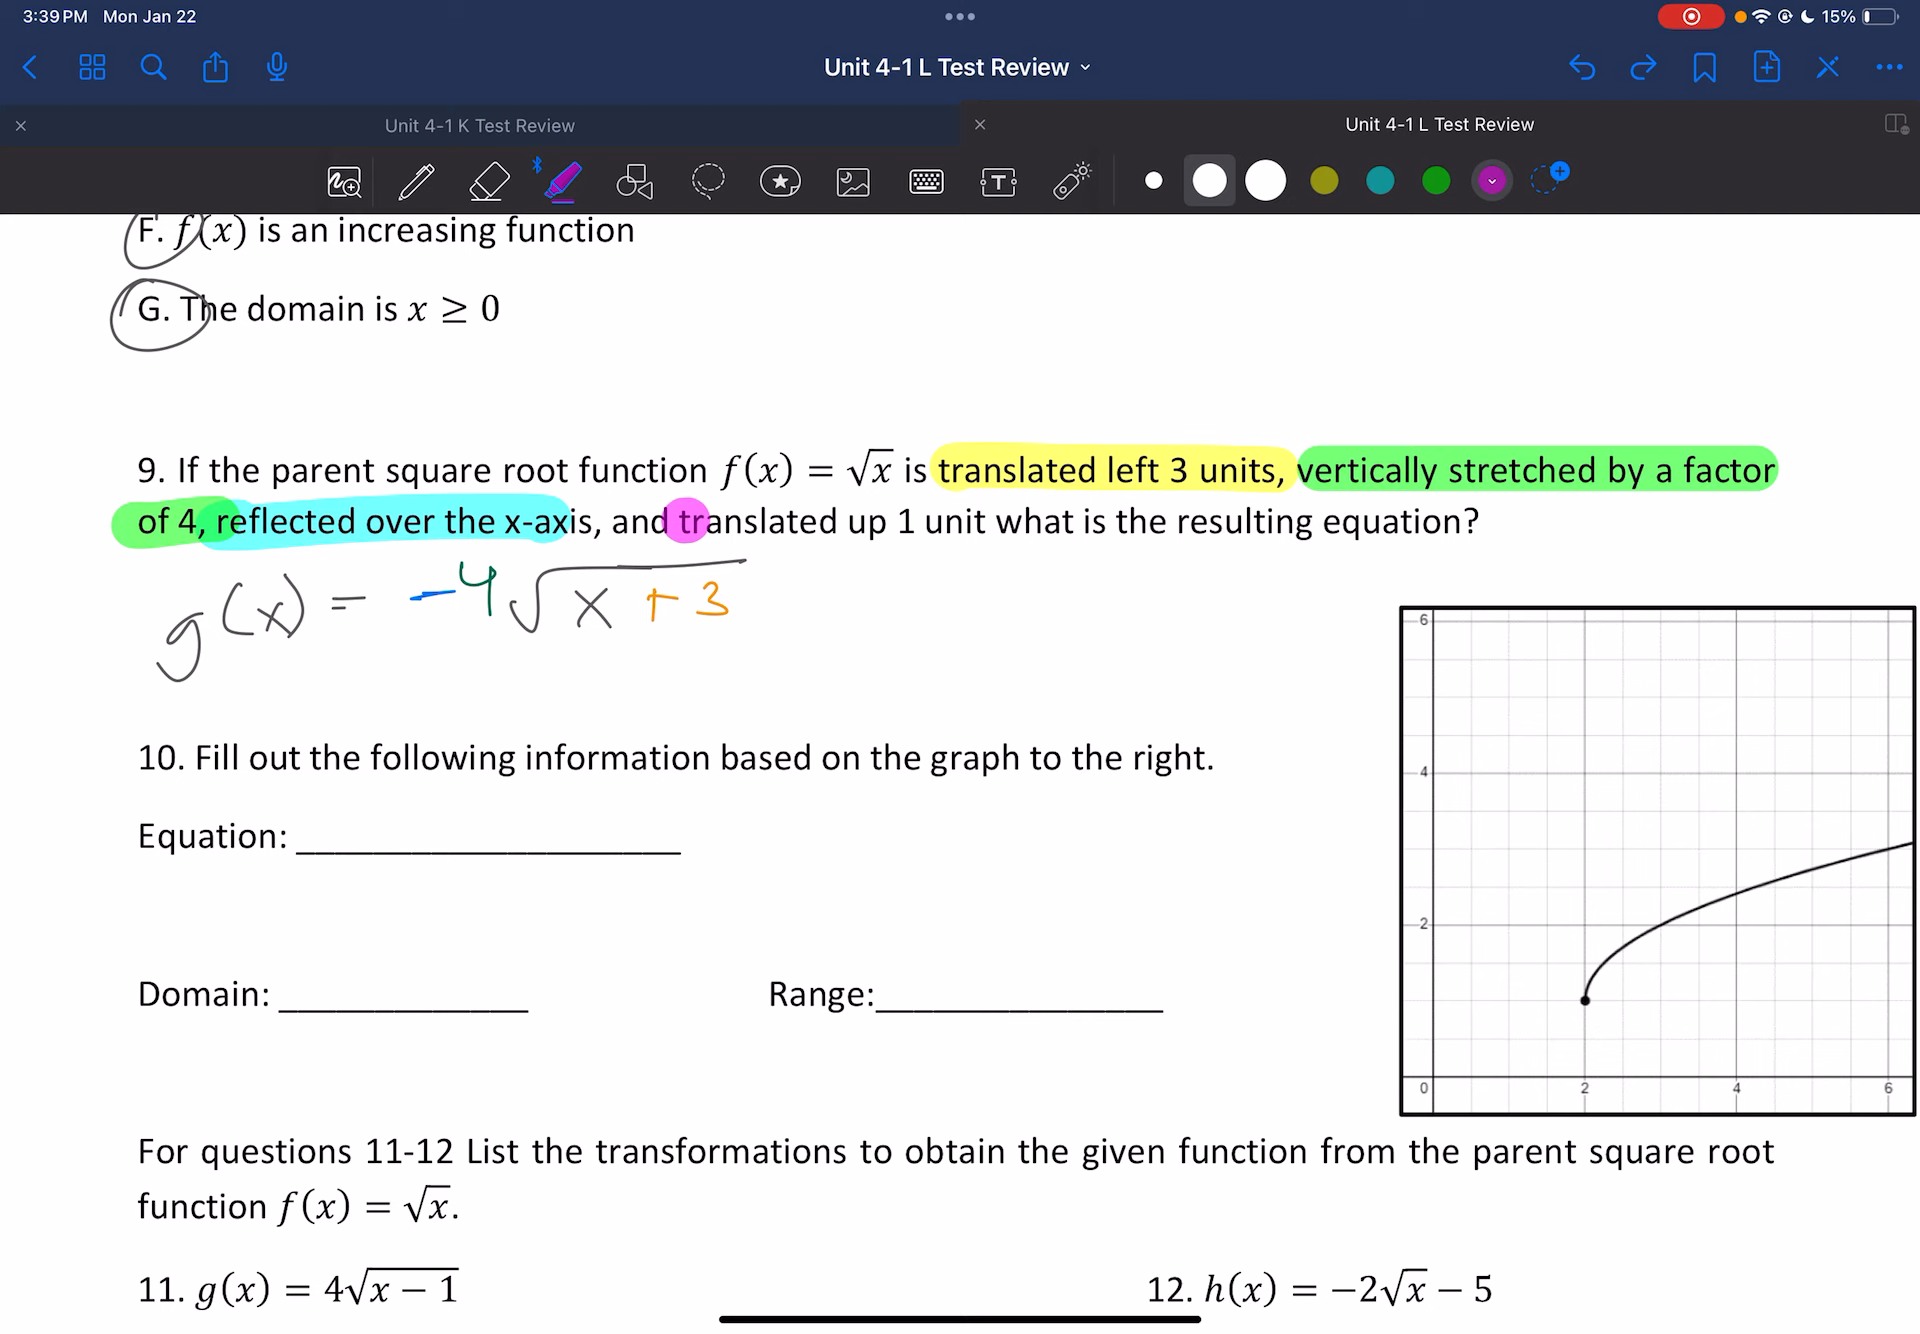 3:39 PM Mon Jan 22
15%
Unit 4-1 L Test Review
Unit 4-1 K Test Review
Unit 4-1 L Test Review
F. f(x) is an increasing function
G. The domain is x ≥ 0
9. If the parent square root function f(x) = √x is translated left 3 units, vertically stretched by a factor
of 4, reflected over the x-axis, and translated up 1 unit what is the resulting equation?
g(x) = -4√x + 3
10. Fill out the following information based on the graph to the right.
Equation: ____________________
Domain: _____________ Range:_______________
6
4
2
0 2 4 6
For questions 11-12 List the transformations to obtain the given function from the parent square root
function f(x) = √x.
11. g(x) = 4√x − 1 12. h(x) = −2√x − 5